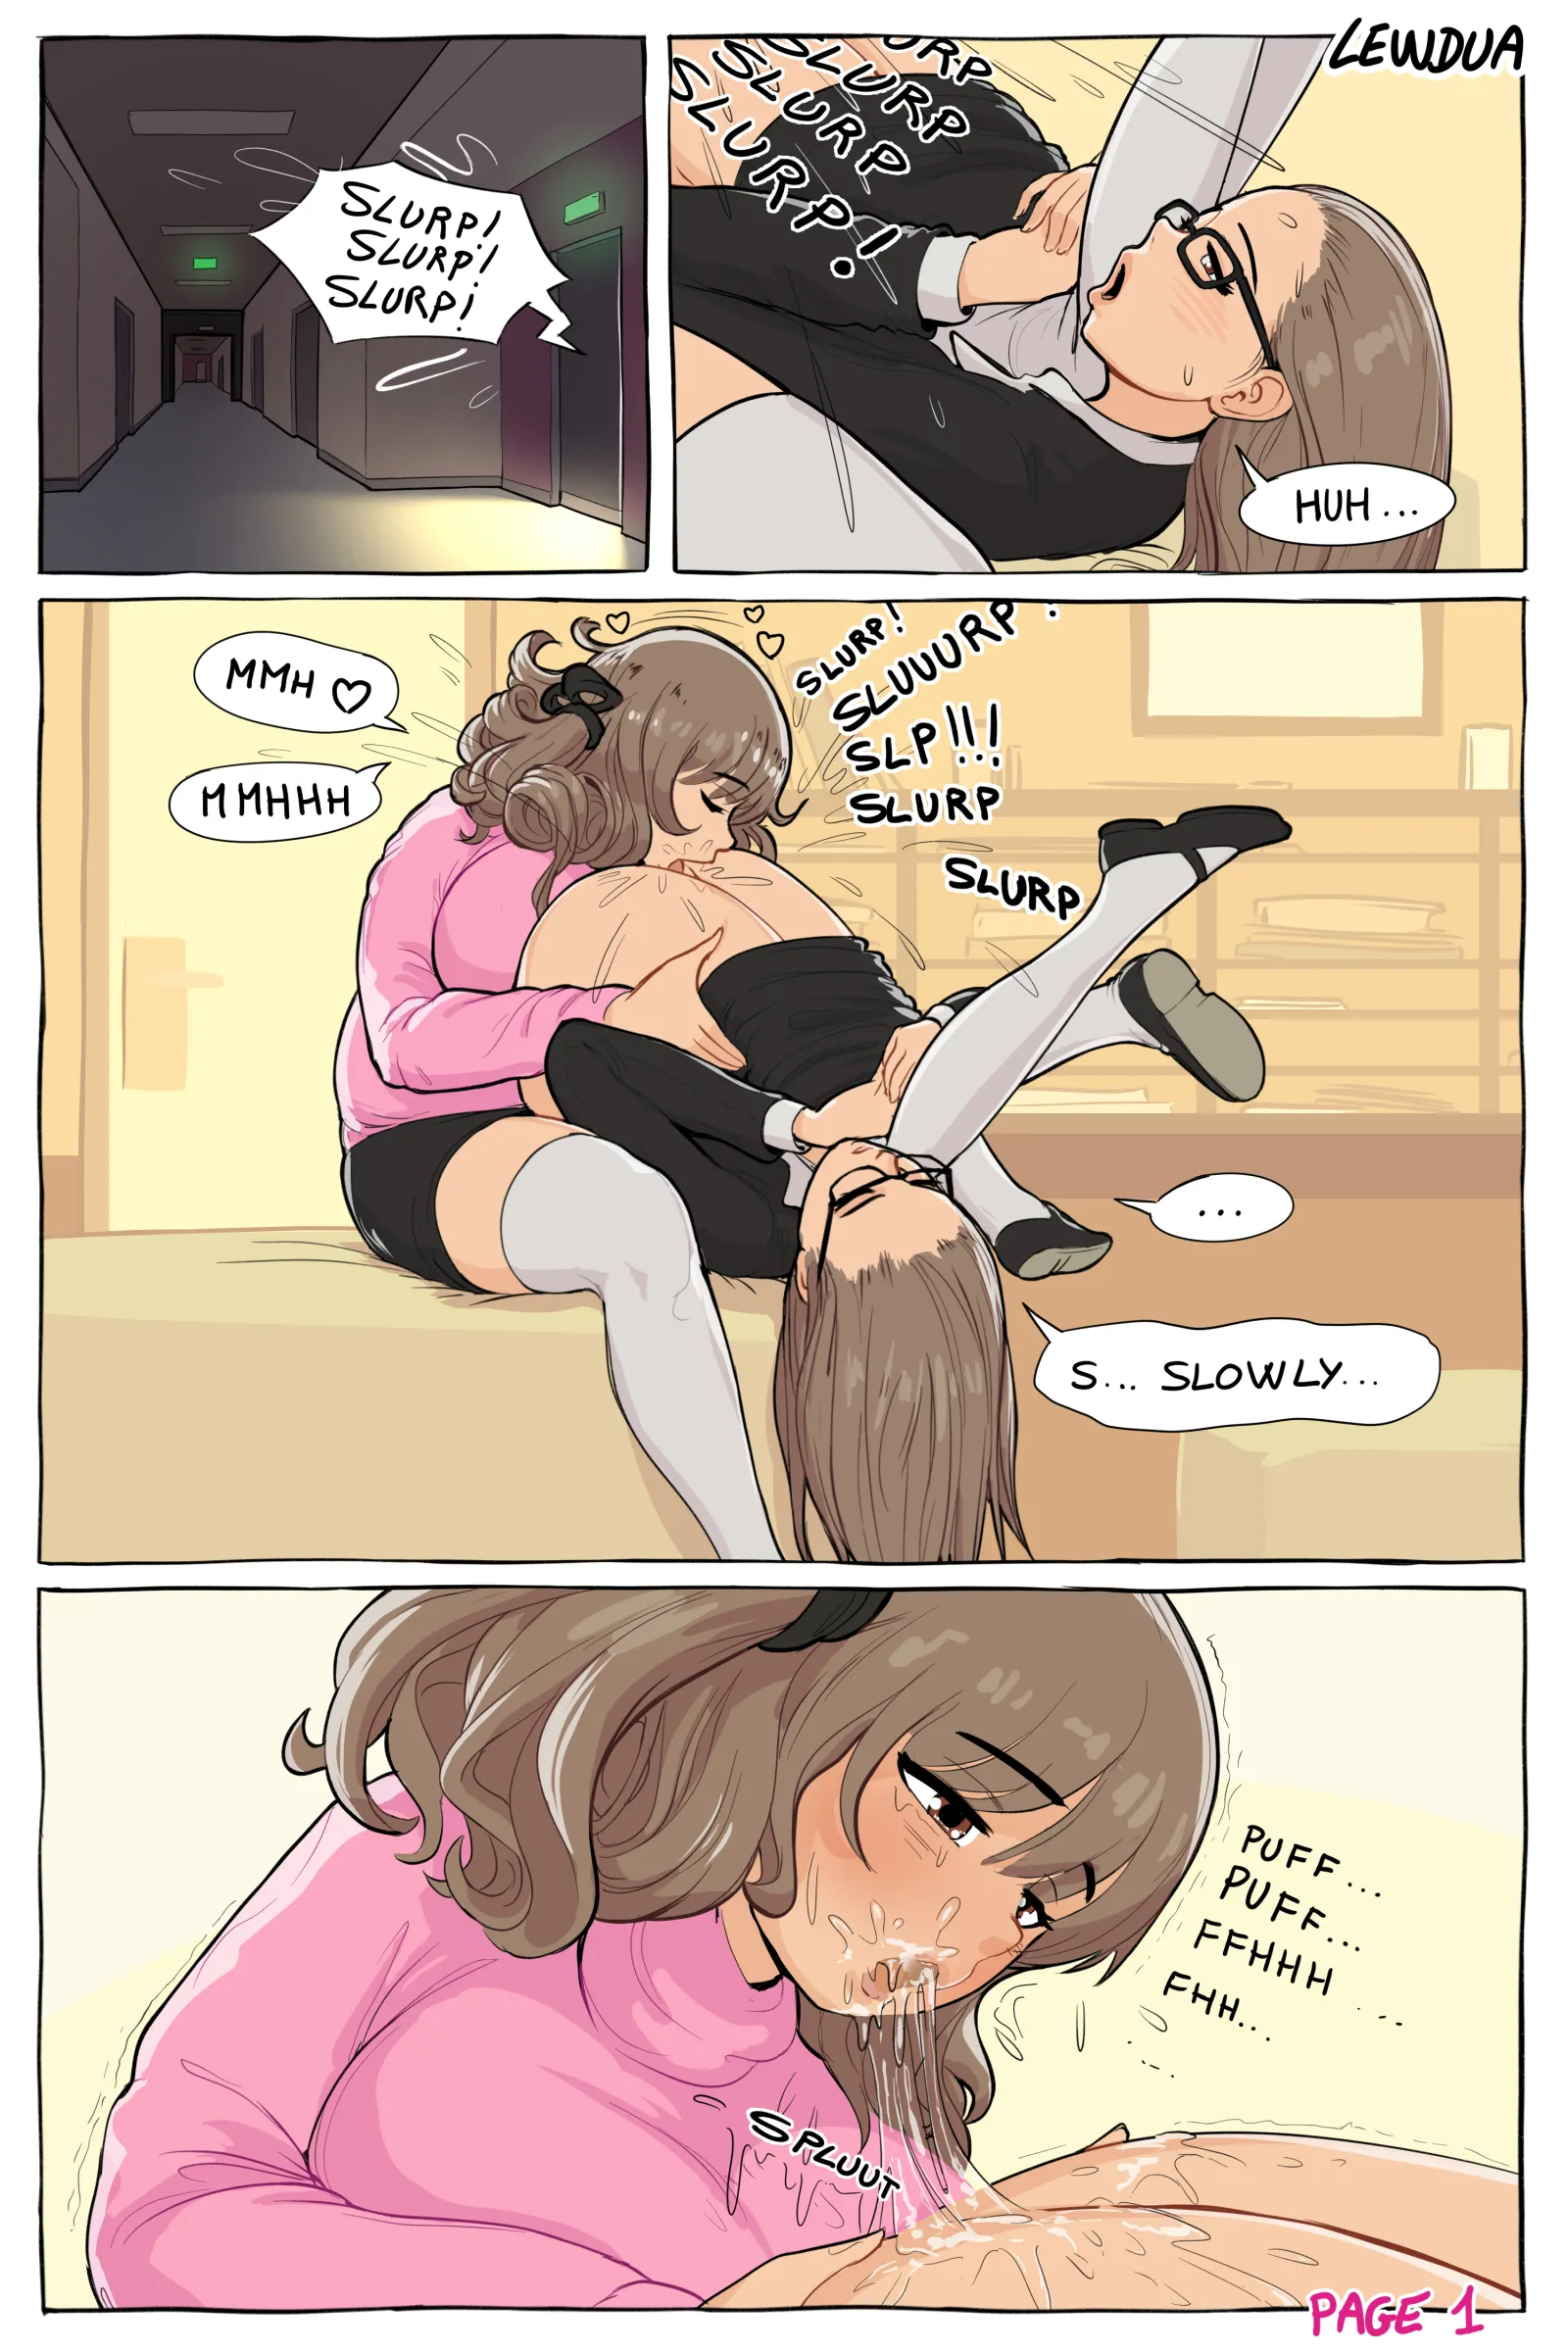 LEWDUA
SLURP!
SLURP!
SLURP!
URP
SLURP
SLURP
SLURP!
HUH...
MMH ♡
MMHHH
SLURP!
SLUUURP!
SLP!!!
SLURP
SLURP
...
S... SLOWLY...
PUFF...
PUFF...
FFHHH ...
FHH...
SPLUUT
PAGE 1